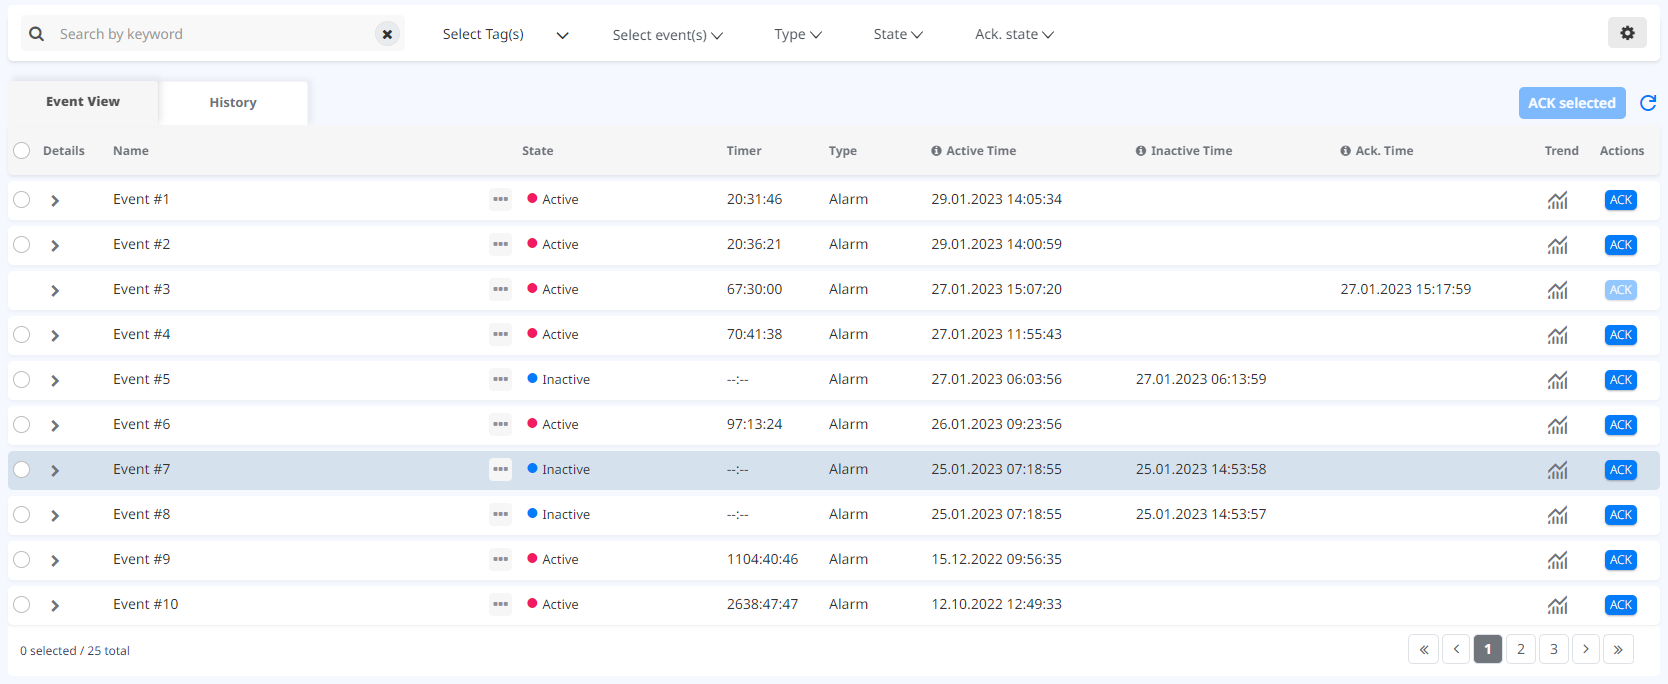 Search by keyword Select Tag(s) Select event(s) Type State Ack. state
Event View History ACK selected
Details Name State Timer Type Active Time Inactive Time Ack. Time Trend Actions
Event #1 Active 20:31:46 Alarm 29.01.2023 14:05:34 ACK
Event #2 Active 20:36:21 Alarm 29.01.2023 14:00:59 ACK
Event #3 Active 67:30:00 Alarm 27.01.2023 15:07:20 27.01.2023 15:17:59 ACK
Event #4 Active 70:41:38 Alarm 27.01.2023 11:55:43 ACK
Event #5 Inactive --:-- Alarm 27.01.2023 06:03:56 27.01.2023 06:13:59 ACK
Event #6 Active 97:13:24 Alarm 26.01.2023 09:23:56 ACK
Event #7 Inactive --:-- Alarm 25.01.2023 07:18:55 25.01.2023 14:53:58 ACK
Event #8 Inactive --:-- Alarm 25.01.2023 07:18:55 25.01.2023 14:53:57 ACK
Event #9 Active 1104:40:46 Alarm 15.12.2022 09:56:35 ACK
Event #10 Active 2638:47:47 Alarm 12.10.2022 12:49:33 ACK
0 selected / 25 total « ‹ 1 2 3 › »